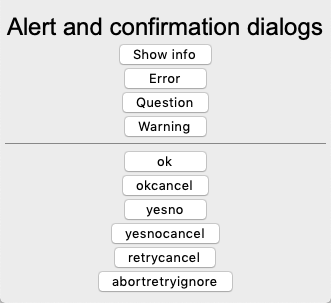 Alert and confirmation dialogs
Show info
Error
Question
Warning
ok
okcancel
yesno
yesnocancel
retrycancel
abortretryignore